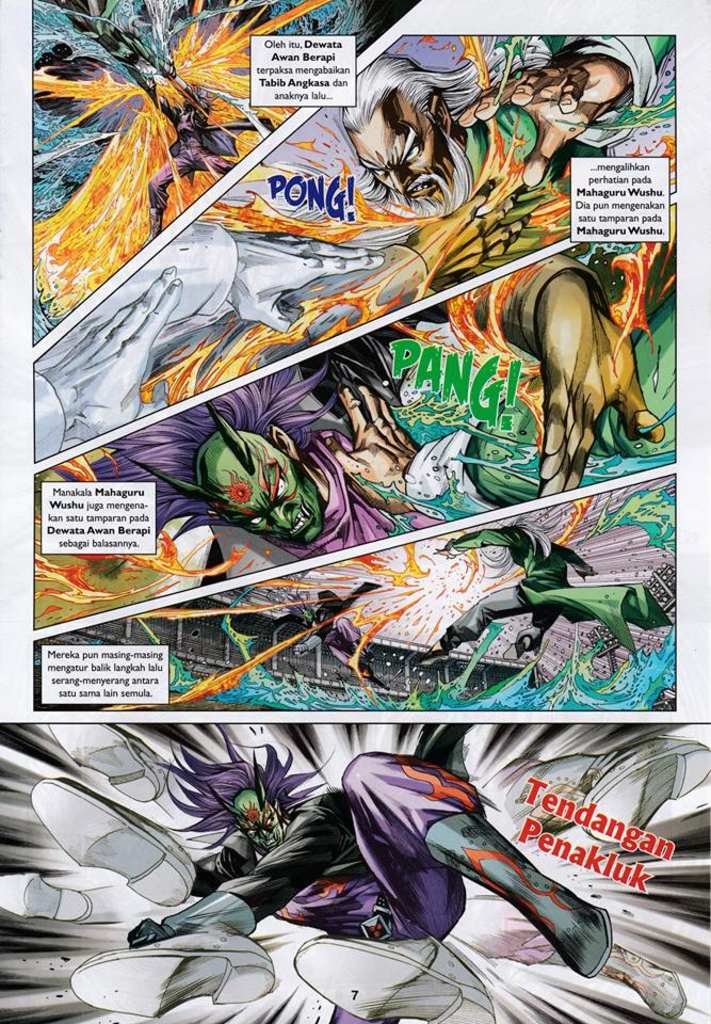 Oleh itu, Dewata
Awan Berapi
terpaksa mengabaikan
Tabib Angkasa dan
anaknya lalu...
PONG!
...mengalihkan
perhatian pada
Mahaguru Wushu.
Dia pun mengenakan
satu tamparan pada
Mahaguru Wushu.
PANG!
Manakala Mahaguru
Wushu juga mengena-
kan satu tamparan pada
Dewata Awan Berapi
sebagai balasannya.
Mereka pun masing-masing
mengatur balik langkah lalu
serang-menyerang antara
satu sama lain semula.
Tendangan
Penakluk
7